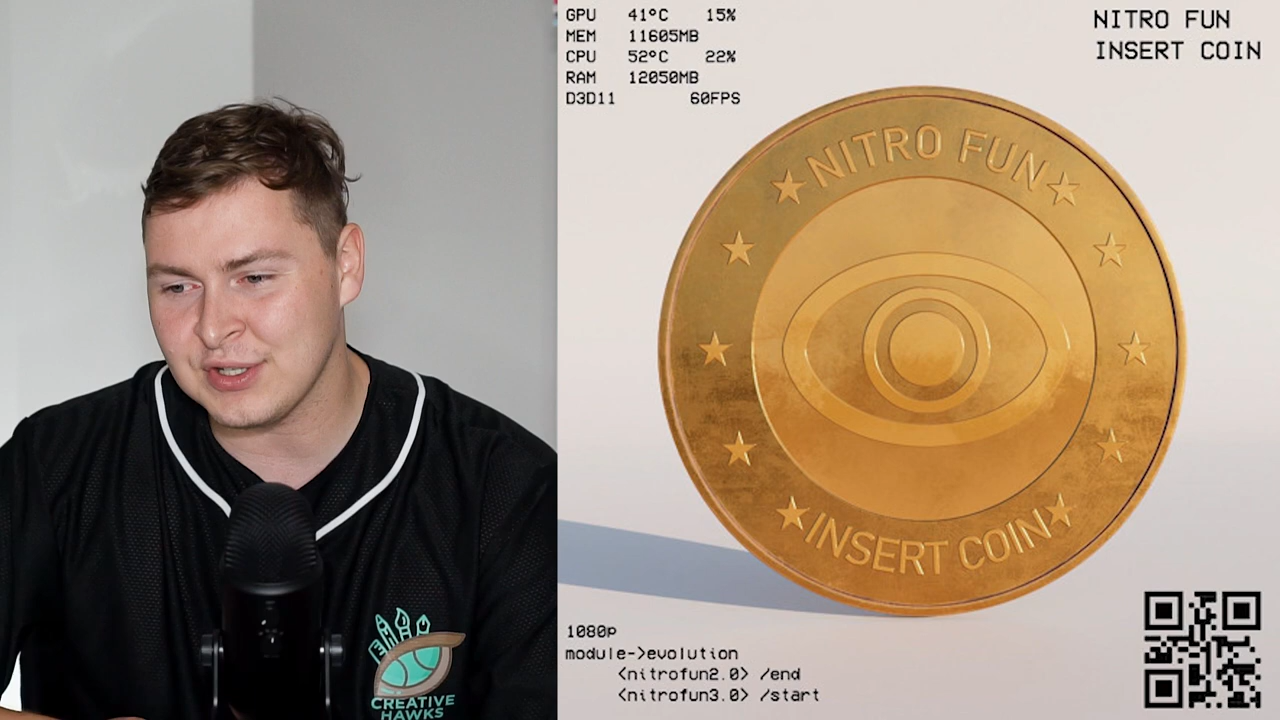 GPU 41°C 15%
MEM 11605MB
CPU 52°C 22%
RAM 12050MB
D3D11 60FPS
NITRO FUN
INSERT COIN
NITRO FUN
INSERT COIN
1080p
module->evolution
<nitrofun2.0> /end
<nitrofun3.0> /start
CREATIVE
HAWKS